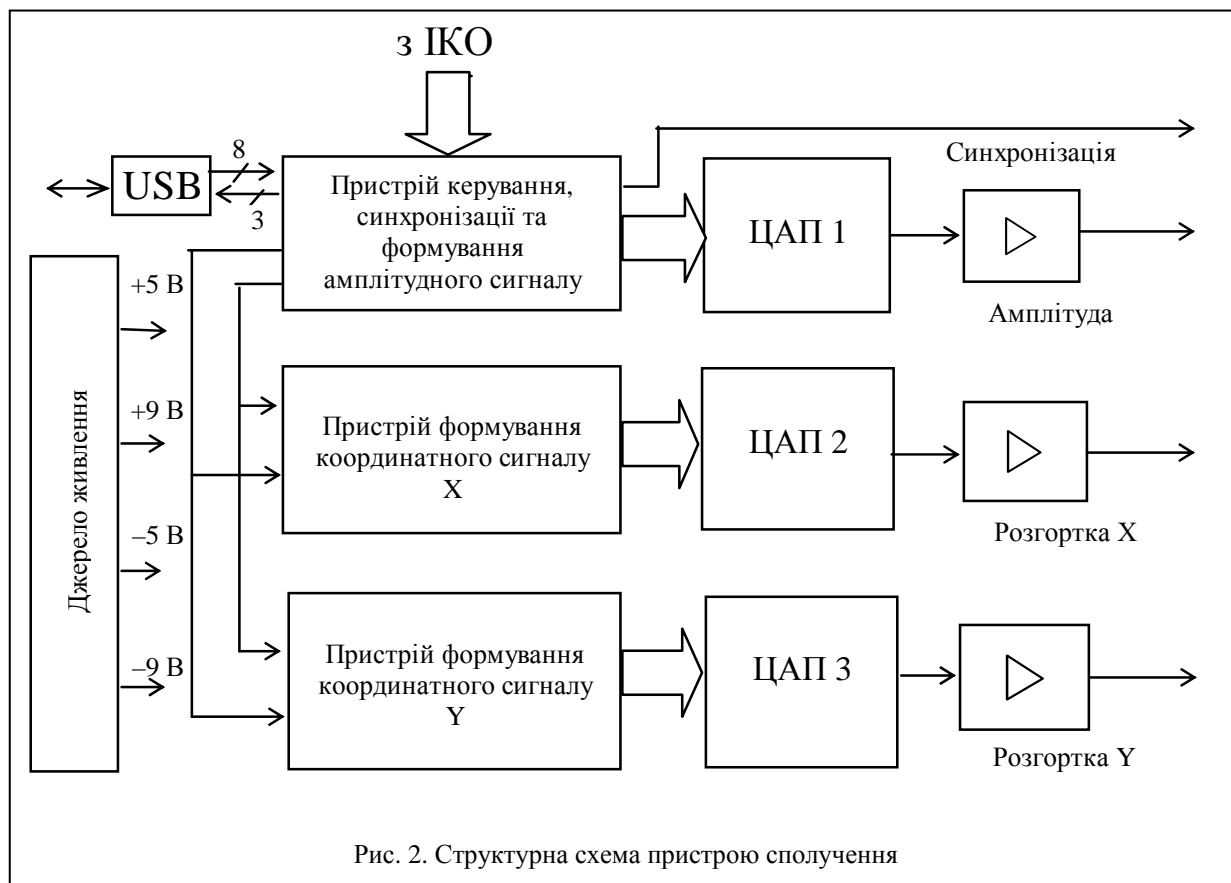 з ІКО
8
USB
3
Пристрій керування,
синхронізації та
формування
амплітудного сигналу
ЦАП 1
Синхронізація
Амплітуда
Джерело живлення
+5 В
+9 В
–5 В
–9 В
Пристрій формування
координатного сигналу
X
ЦАП 2
Розгортка X
Пристрій формування
координатного сигналу
Y
ЦАП 3
Розгортка Y
Рис. 2. Структурна схема пристрою сполучення